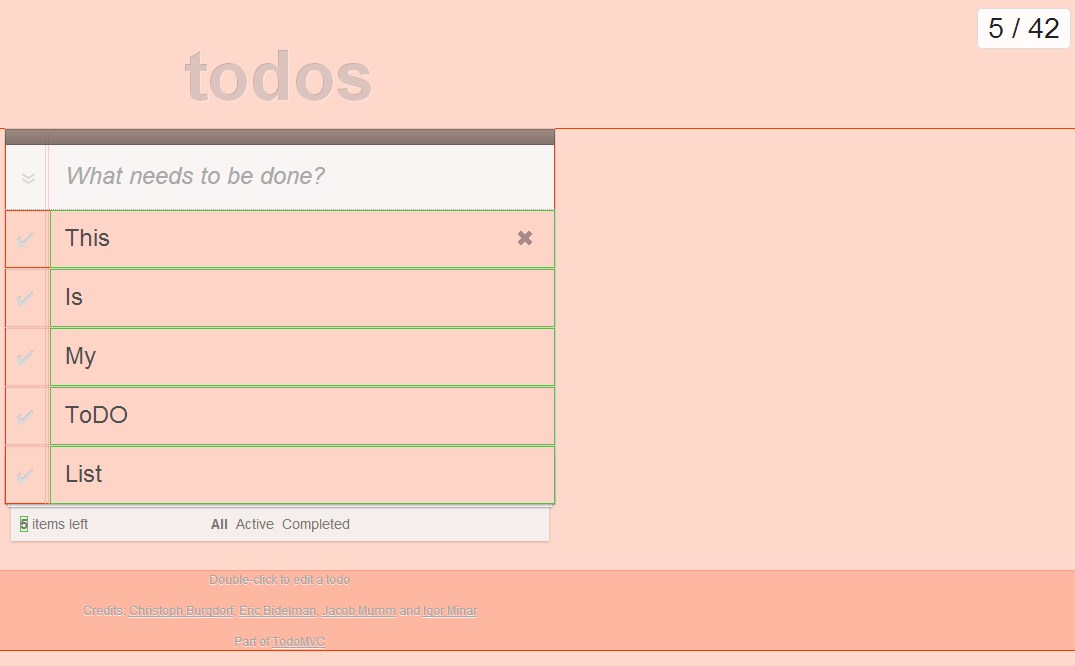 5 / 42
todos
What needs to be done?
This
Is
My
ToDO
List
5 items left All Active Completed
Double-click to edit a todo
Credits: Christoph Burgdorf, Eric Bidelman, Jacob Mumm and Igor Minar
Part of TodoMVC